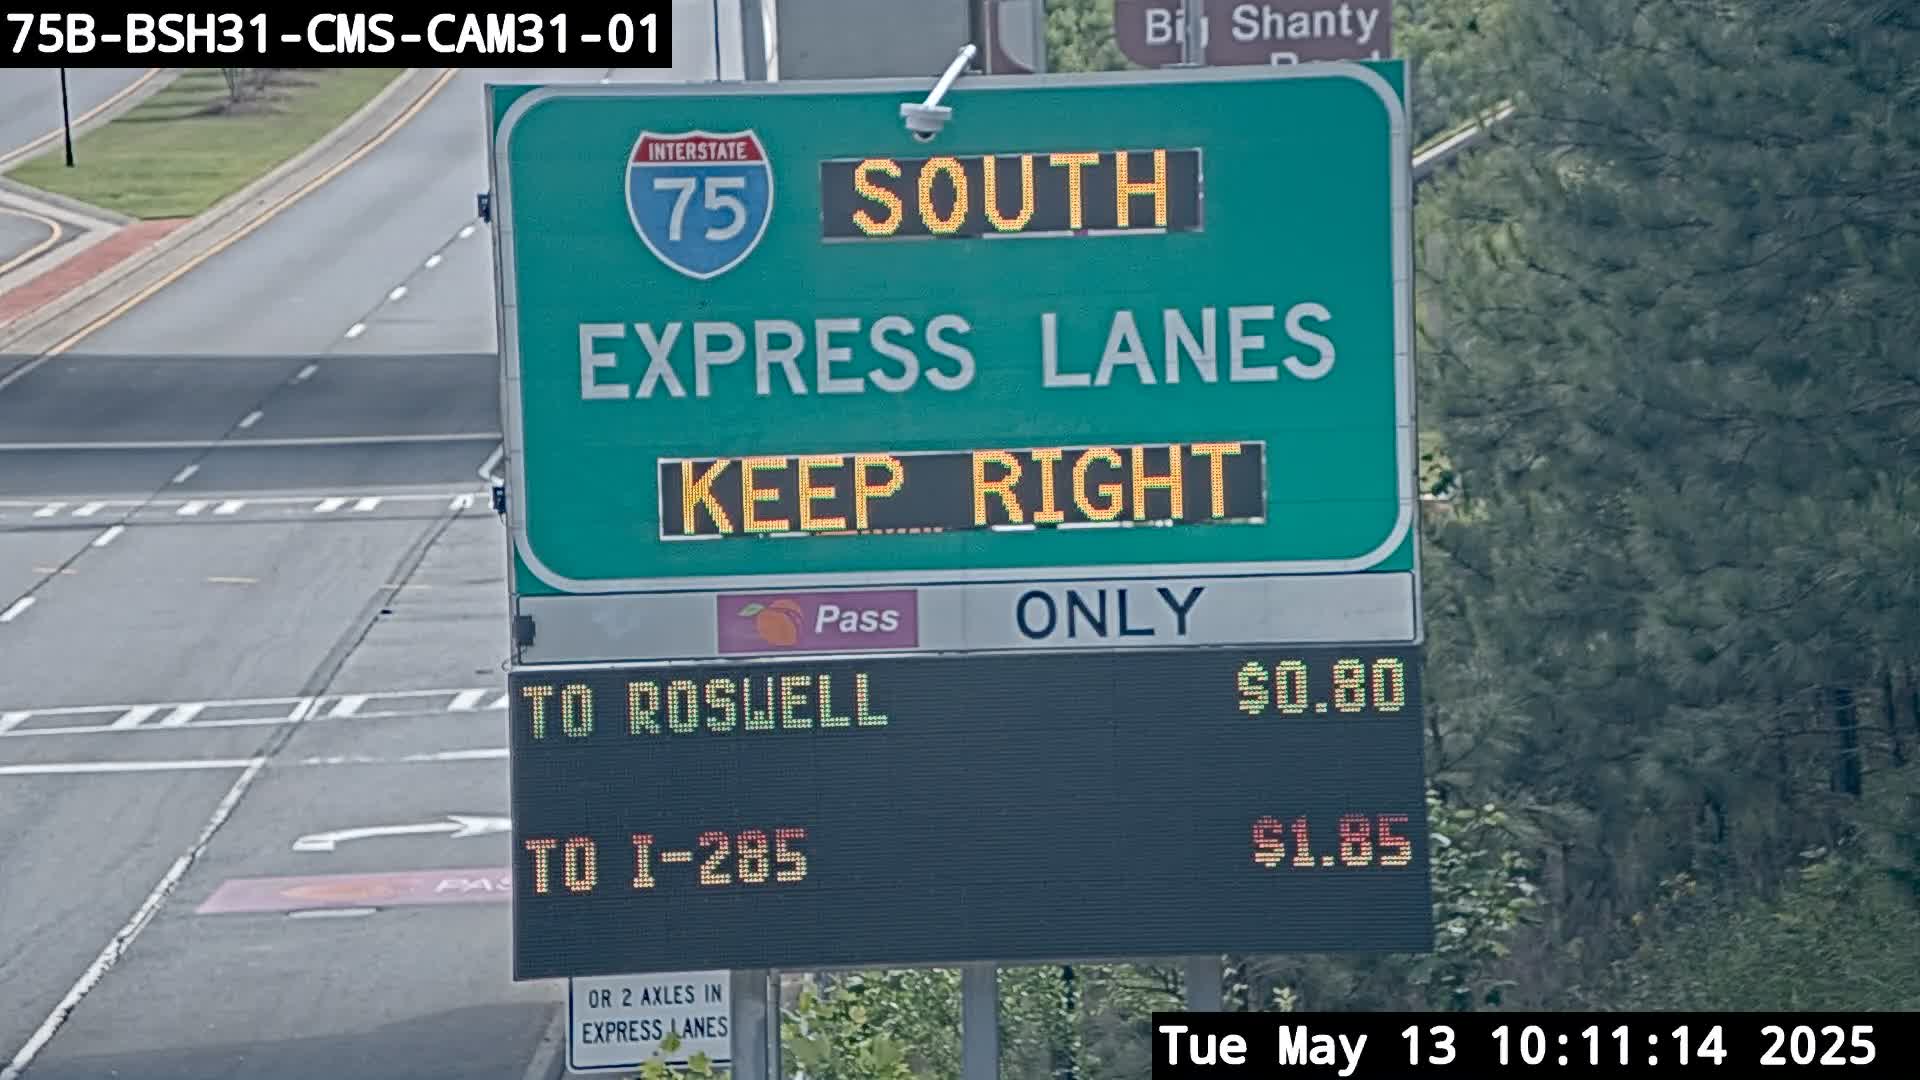 75B-BSH31-CMS-CAM31-01
Big Shanty
INTERSTATE
75
SOUTH
EXPRESS LANES
KEEP RIGHT
Pass ONLY
TO ROSWELL $0.80
TO I-285 $1.85
OR 2 AXLES IN
EXPRESS LANES
Tue May 13 10:11:14 2025